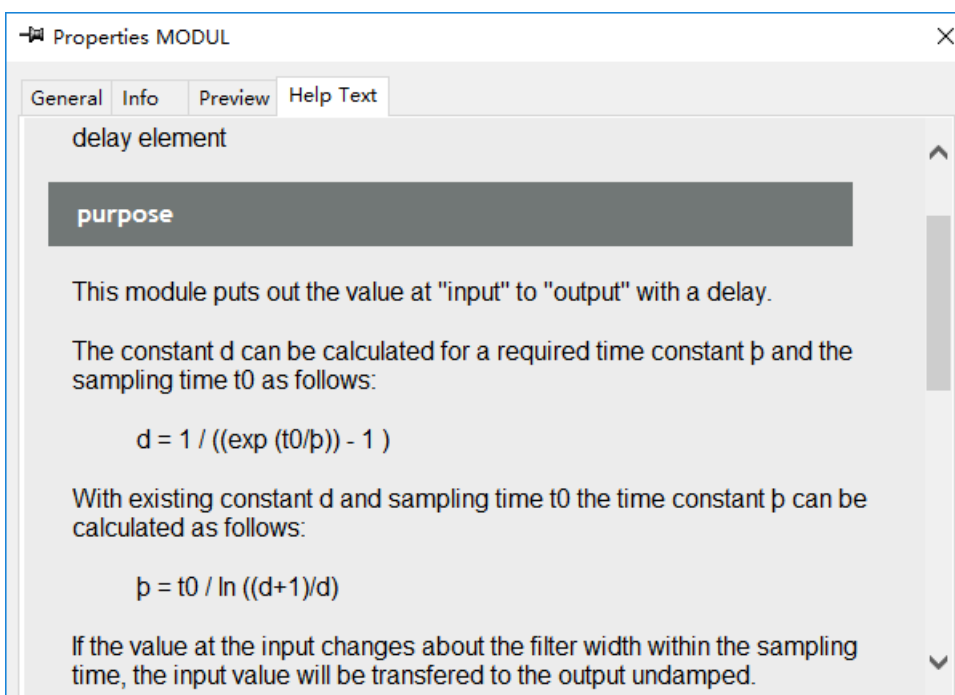 Properties MODUL
General Info Preview Help Text
delay element
purpose
This module puts out the value at "input" to "output" with a delay.
The constant d can be calculated for a required time constant þ and the
sampling time t0 as follows:
d = 1 / ((exp (t0/þ)) - 1 )
With existing constant d and sampling time t0 the time constant þ can be
calculated as follows:
þ = t0 / ln ((d+1)/d)
If the value at the input changes about the filter width within the sampling
time, the input value will be transfered to the output undamped.